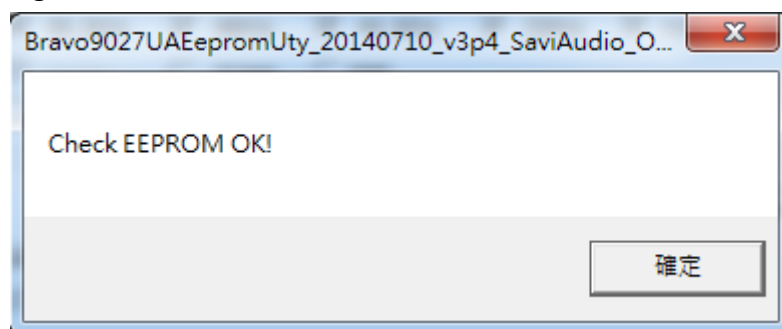 Bravo9027UAEepromUty_20140710_v3p4_SaviAudio_O...
Check EEPROM OK!
確定